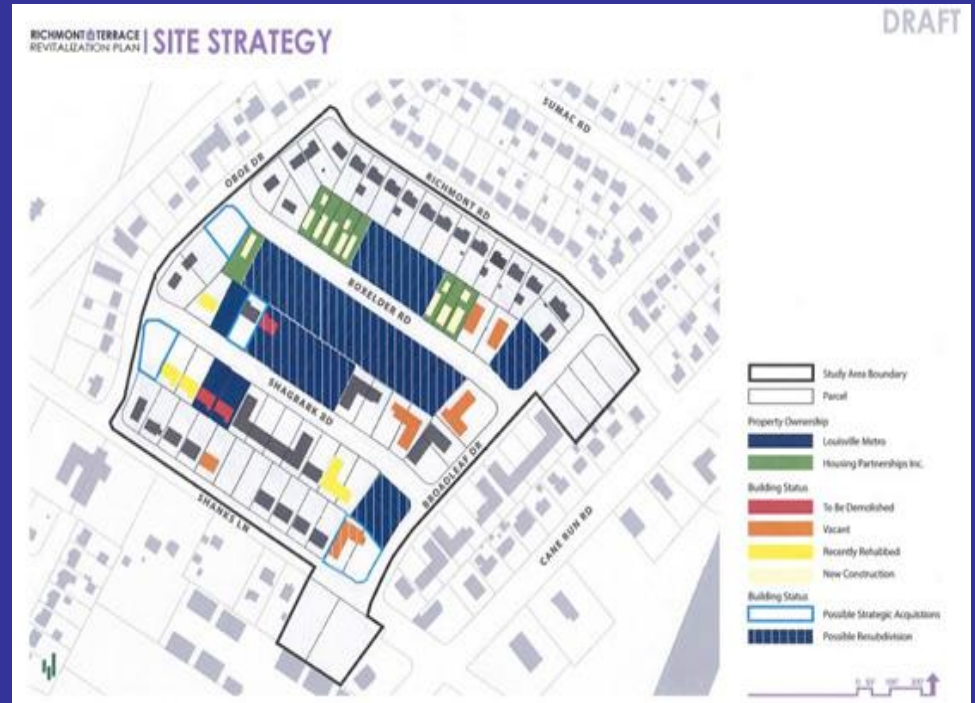 DRAFT
RICHMONT TERRACE
REVITALIZATION PLAN | SITE STRATEGY
SUMAC RD
OBOE DR
RICHMONT RD
BOXELDER RD
SHAGBARK RD
BROADLEAF DR
SHANKS LN
CANE RUN RD
Study Area Boundary
Parcel
Property Ownership
Louisville Metro
Housing Partnerships Inc.
Building Status
To Be Demolished
Vacant
Recently Rehabbed
New Construction
Building Status
Possible Strategic Acquisitions
Possible Resubdivision